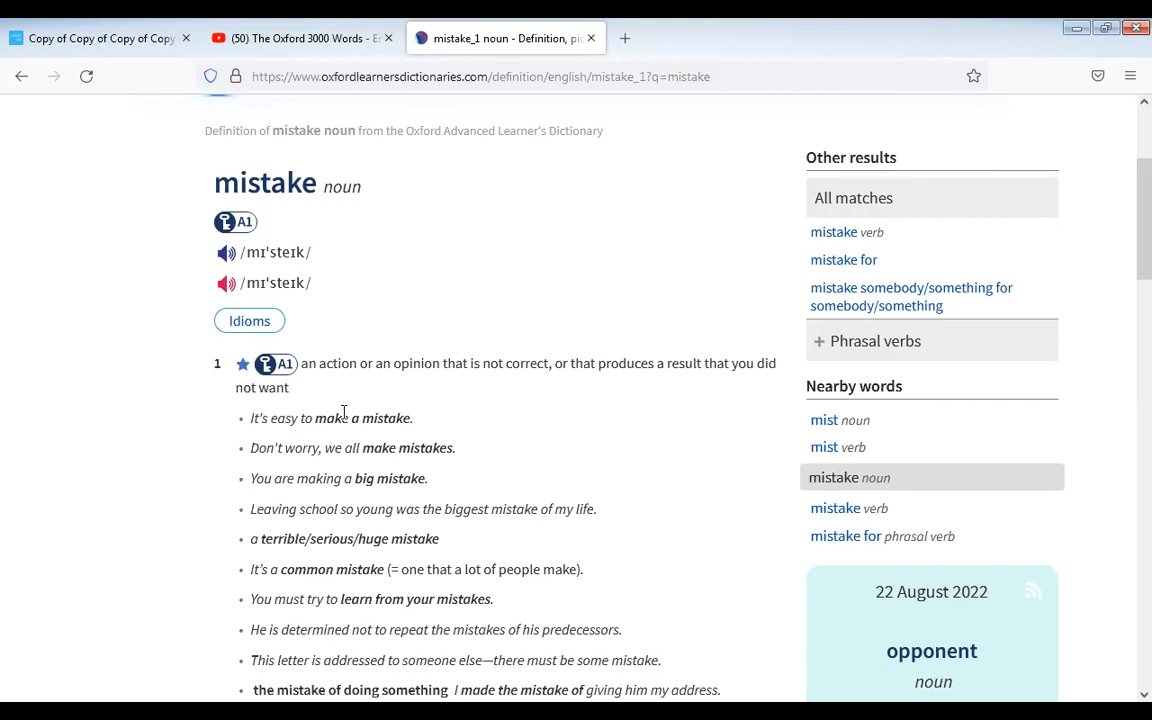 Copy of Copy of Copy of Copy
(50) The Oxford 3000 Words - En
mistake_1 noun - Definition, pic
https://www.oxfordlearnersdictionaries.com/definition/english/mistake_1?q=mistake
Definition of mistake noun from the Oxford Advanced Learner's Dictionary
mistake noun
A1
/mɪˈsteɪk/
/mɪˈsteɪk/
Idioms
1 A1 an action or an opinion that is not correct, or that produces a result that you did
not want
• It's easy to make a mistake.
• Don't worry, we all make mistakes.
• You are making a big mistake.
• Leaving school so young was the biggest mistake of my life.
• a terrible/serious/huge mistake
• It's a common mistake (= one that a lot of people make).
• You must try to learn from your mistakes.
• He is determined not to repeat the mistakes of his predecessors.
• This letter is addressed to someone else—there must be some mistake.
• the mistake of doing something I made the mistake of giving him my address.
Other results
All matches
mistake verb
mistake for
mistake somebody/something for
somebody/something
+ Phrasal verbs
Nearby words
mist noun
mist verb
mistake noun
mistake verb
mistake for phrasal verb
22 August 2022
opponent
noun